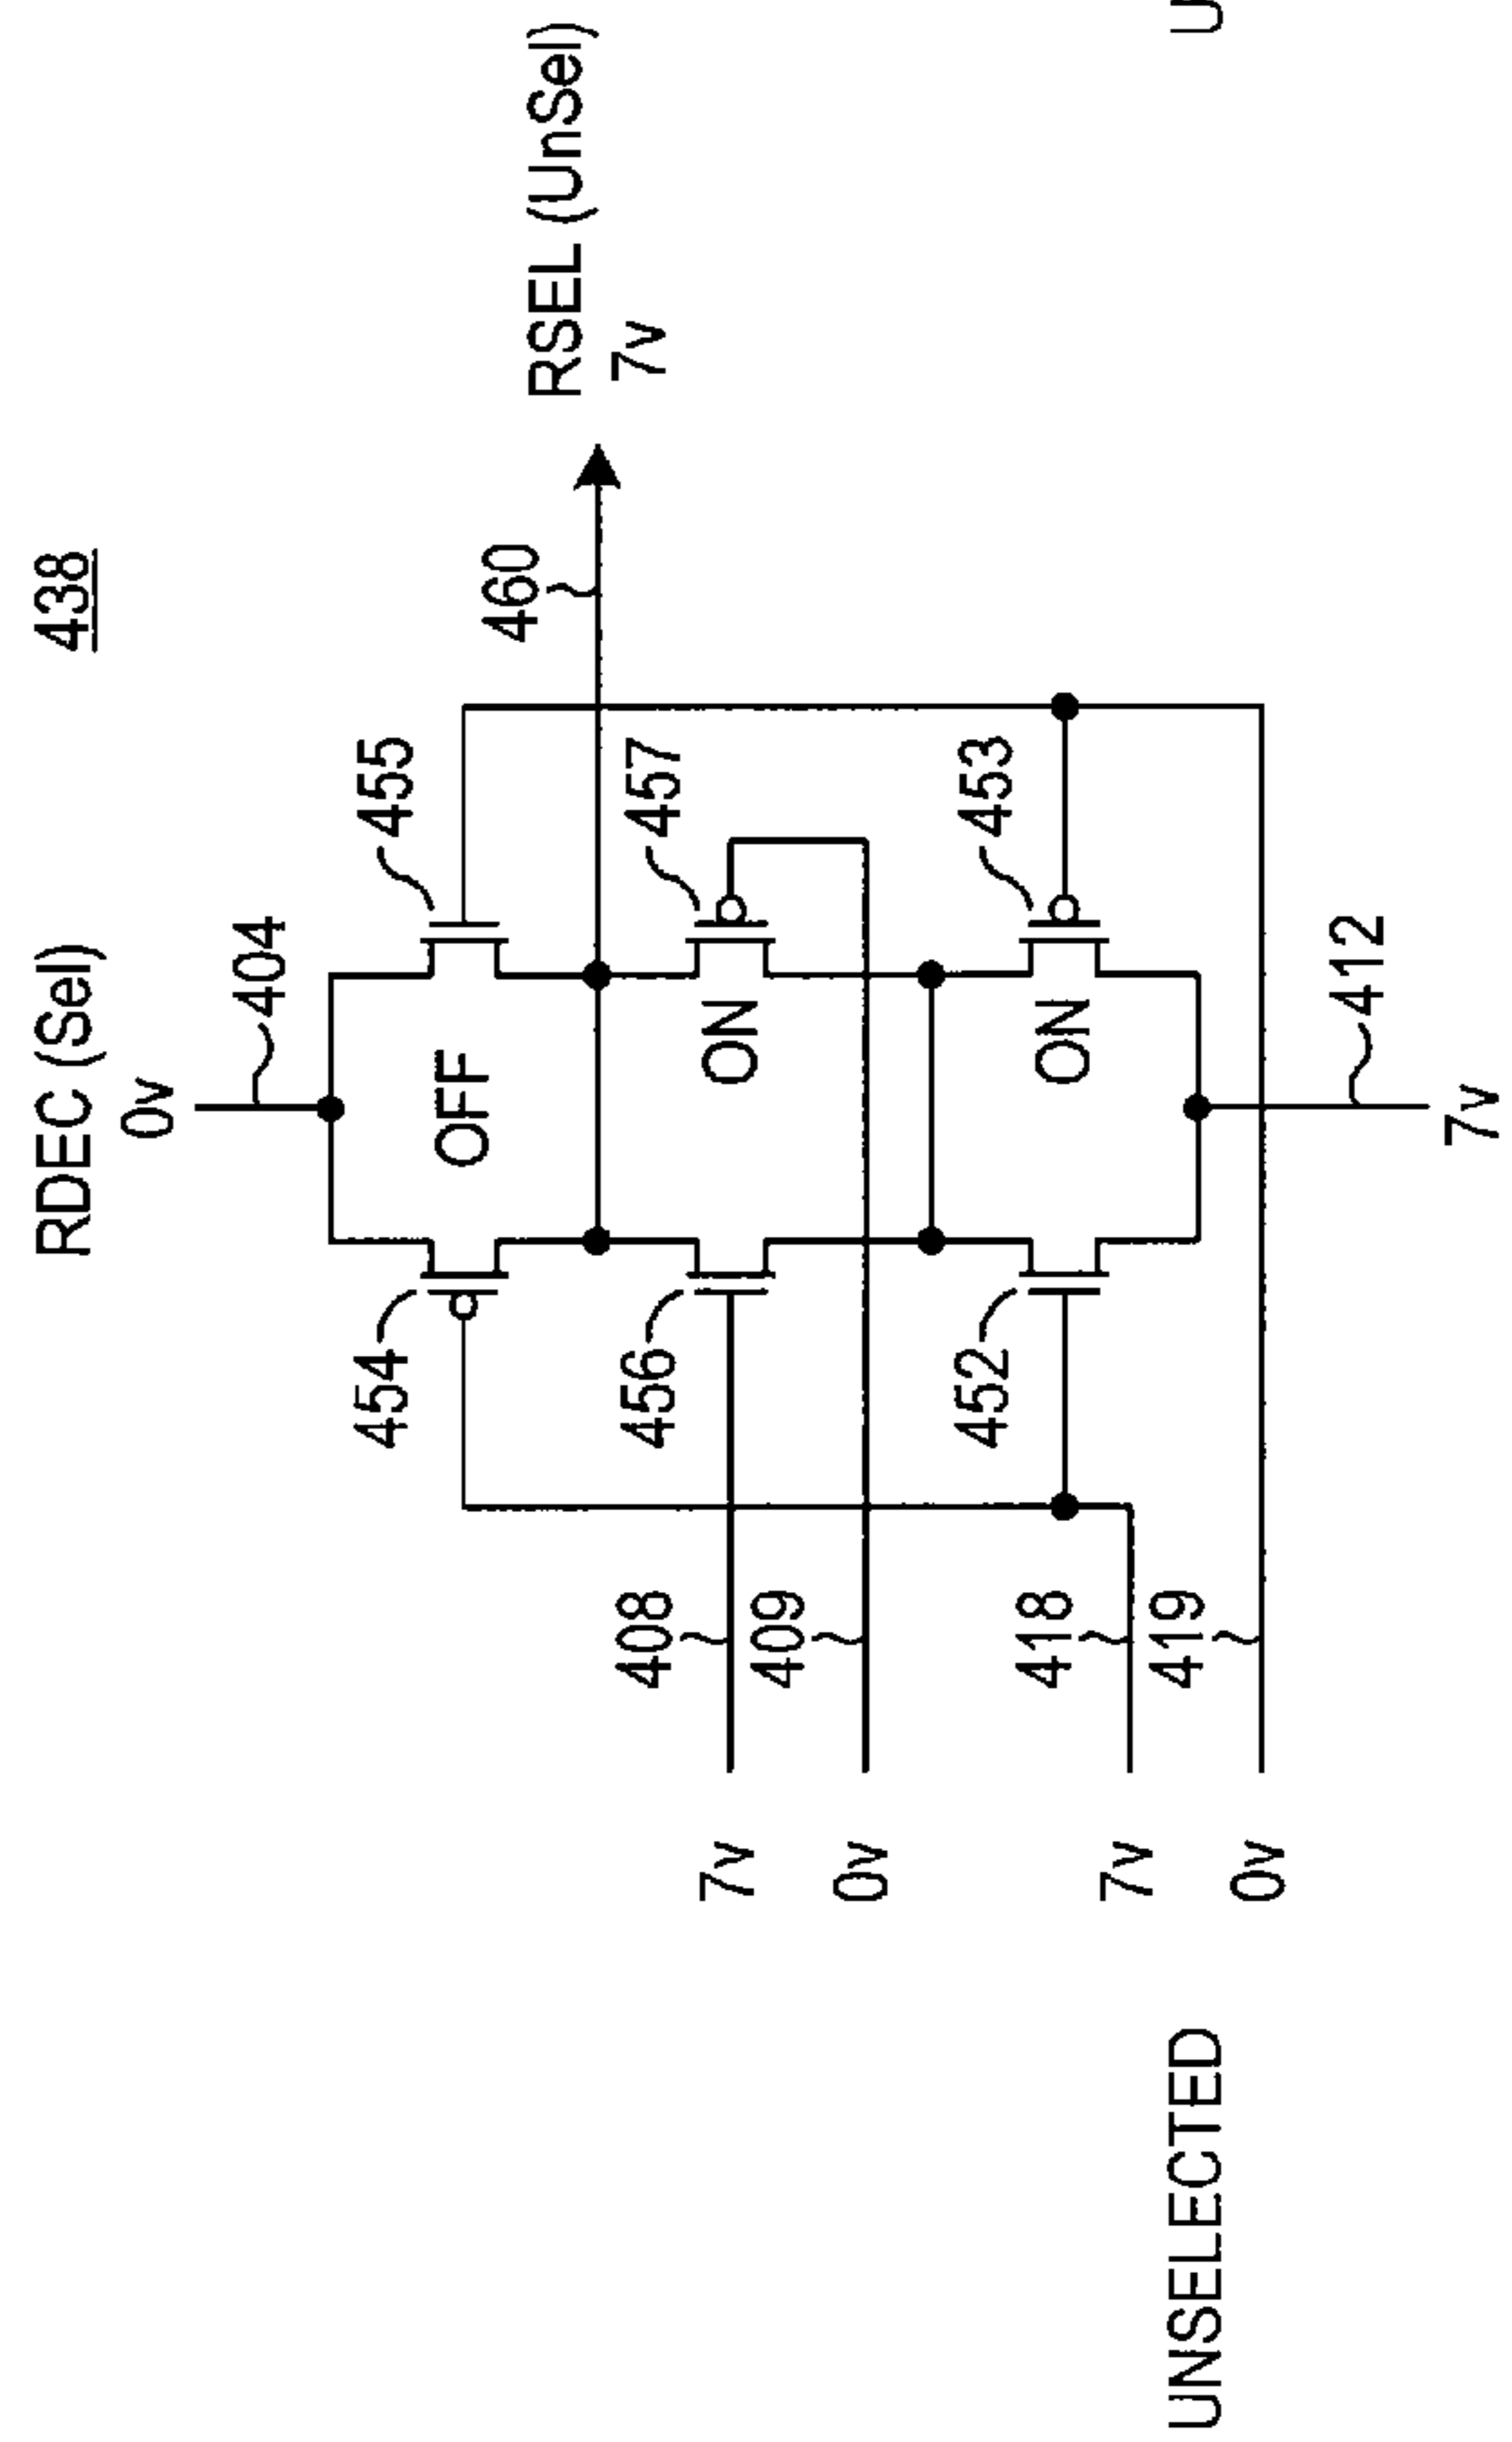 RDEC (Sel)
438
0v
404
454
455
OFF
460
RSEL (UnSel)
7v
408
456
457
7v
ON
409
0v
452
453
418
ON
7v
419
UNSELECTED
0v
412
7v